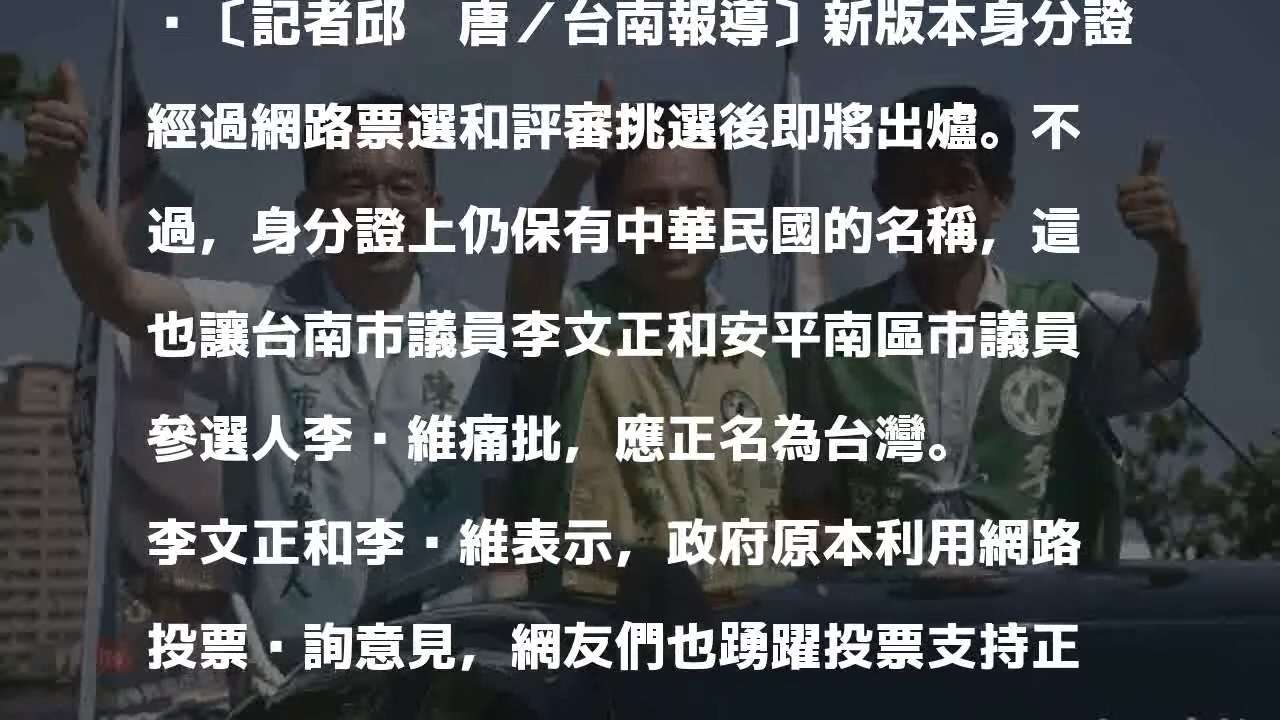 ·〔記者邱　唐／台南報導〕新版本身分證
經過網路票選和評審挑選後即將出爐。不
過，身分證上仍保有中華民國的名稱，這
也讓台南市議員李文正和安平南區市議員
參選人李·維痛批，應正名為台灣。
李文正和李·維表示，政府原本利用網路
投票·詢意見，網友們也踴躍投票支持正